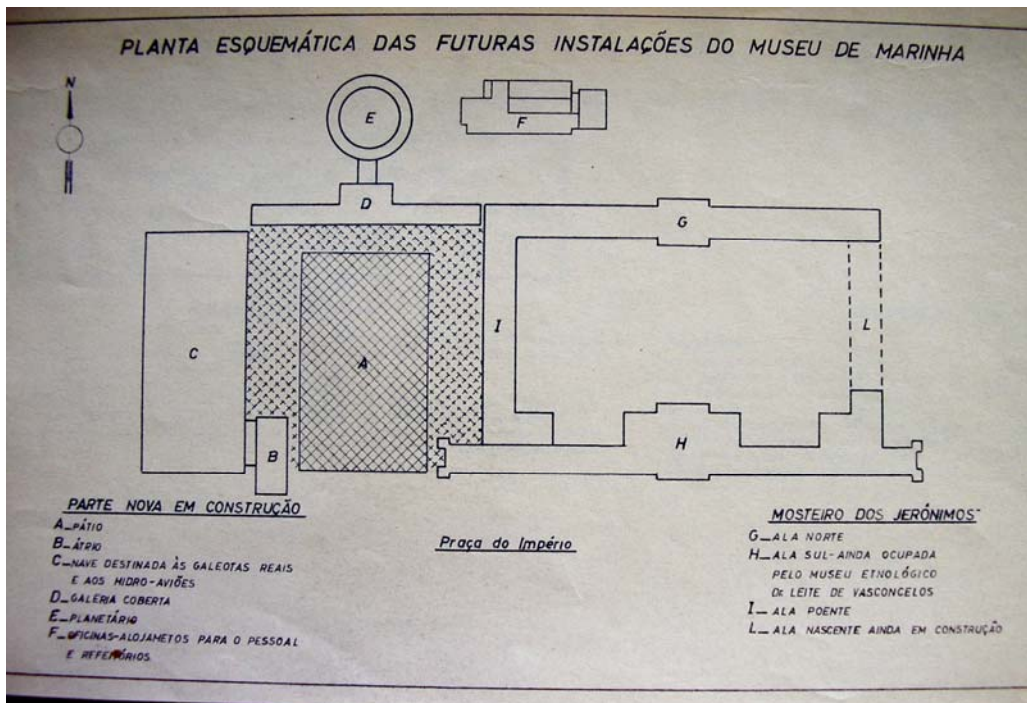 PLANTA ESQUEMÁTICA DAS FUTURAS INSTALAÇÕES DO MUSEU DE MARINHA
N
E
F
D
G
I
L
C
A
B
H
PARTE NOVA EM CONSTRUÇÃO
A_PÁTIO
B_ÁTRIO
C_NAVE DESTINADA ÀS GALEOTAS REAIS
E AOS HIDRO-AVIÕES
D_GALERIA COBERTA
E_PLANETÁRIO
F_OFICINAS-ALOJAMETOS PARA O PESSOAL
E REFEITÓRIOS
Praça do Império
MOSTEIRO DOS JERÓNIMOS
G_ALA NORTE
H_ALA SUL-AINDA OCUPADA
PELO MUSEU ETNOLÓGICO
DR. LEITE DE VASCONCELOS
I_ALA POENTE
L_ALA NASCENTE AINDA EM CONSTRUÇÃO